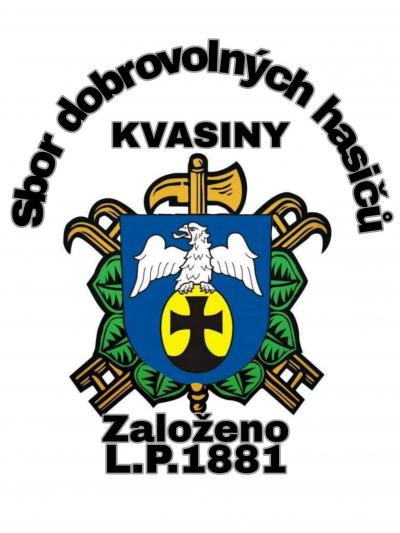 Sbor dobrovolných hasičů
KVASINY
Založeno
L.P.1881